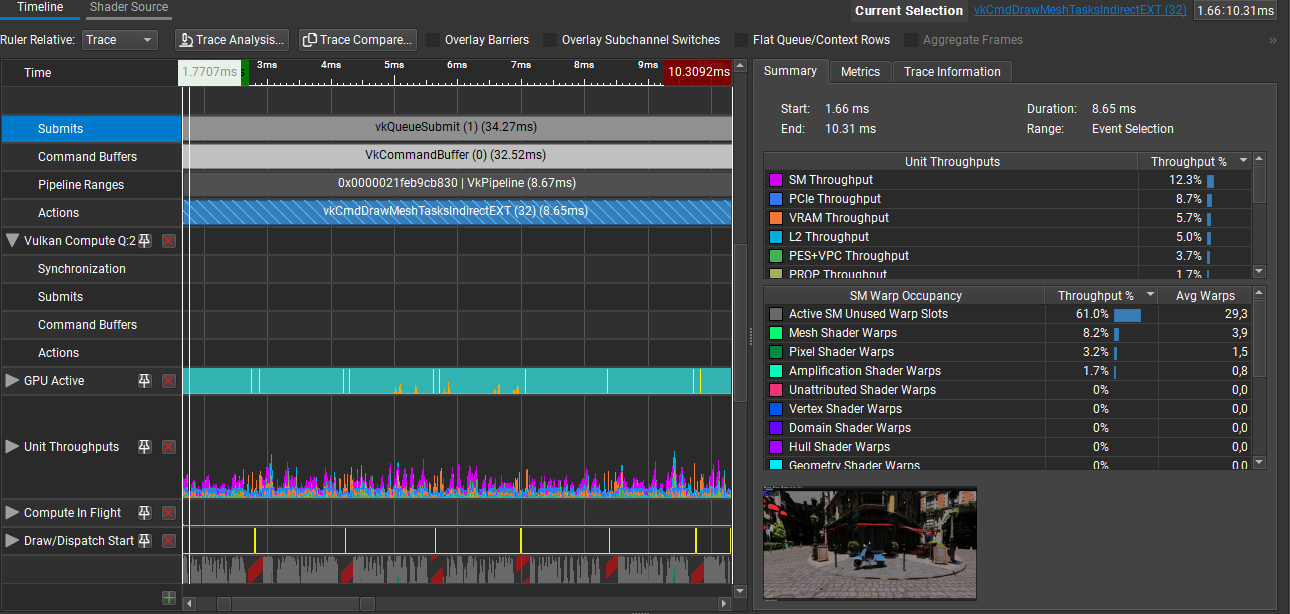 Timeline
Shader Source
Current Selection
vkCmdDrawMeshTasksIndirectEXT (32)
1.66:10.31ms
Ruler Relative:
Trace
Trace Analysis...
Trace Compare...
Overlay Barriers
Overlay Subchannel Switches
Flat Queue/Context Rows
Aggregate Frames
»
Time
1.7707ms
3ms
4ms
5ms
6ms
7ms
8ms
9ms
10.3092ms
Submits
vkQueueSubmit (1) (34.27ms)
Command Buffers
VkCommandBuffer (0) (32.52ms)
Pipeline Ranges
0x0000021feb9cb830 | VkPipeline (8.67ms)
Actions
vkCmdDrawMeshTasksIndirectEXT (32) (8.65ms)
Vulkan Compute Q:2
Synchronization
Submits
Command Buffers
Actions
GPU Active
Unit Throughputs
Compute In Flight
Draw/Dispatch Start
Summary
Metrics
Trace Information
Start: 1.66 ms Duration: 8.65 ms
End: 10.31 ms Range: Event Selection
Unit Throughputs Throughput %
SM Throughput 12.3%
PCIe Throughput 8.7%
VRAM Throughput 5.7%
L2 Throughput 5.0%
PES+VPC Throughput 3.7%
PROP Throughput 1.7%
SM Warp Occupancy Throughput % Avg Warps
Active SM Unused Warp Slots 61.0% 29,3
Mesh Shader Warps 8.2% 3,9
Pixel Shader Warps 3.2% 1,5
Amplification Shader Warps 1.7% 0,8
Unattributed Shader Warps 0% 0,0
Vertex Shader Warps 0% 0,0
Domain Shader Warps 0% 0,0
Hull Shader Warps 0% 0,0
Geometry Shader Warps 0% 0,0